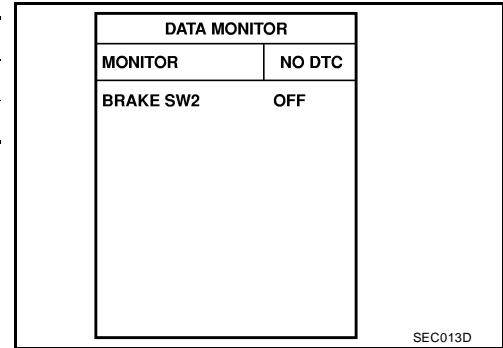 DATA MONITOR
MONITOR NO DTC
BRAKE SW2 OFF
SEC013D